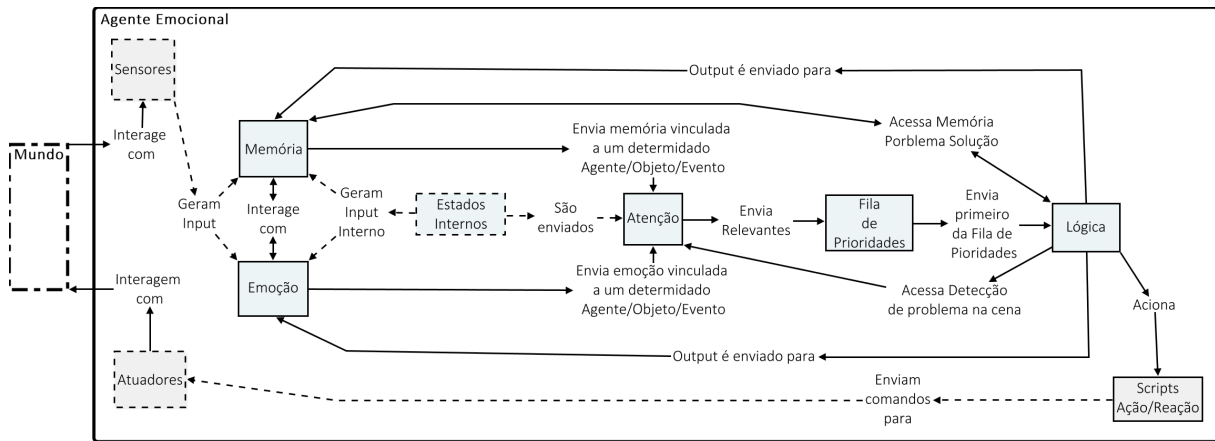 Agente Emocional
Sensores
Output é enviado para
Interage
com
Mundo
Memória
Envia memória vinculada
a um determidado
Agente/Objeto/Evento
Acessa Memória
Porblema Solução
Geram
Input
Interage
com
Geram
Input
Interno
Estados
Internos
São
enviados
Atenção
Envia
Relevantes
Fila
de
Prioridades
Envia
primeiro
da Fila de
Pioridades
Lógica
Interagem
com
Emoção
Envia emoção vinculada
a um determidado
Agente/Objeto/Evento
Acessa Detecção
de problema na cena
Aciona
Output é enviado para
Atuadores
Enviam
comandos
para
Scripts
Ação/Reação